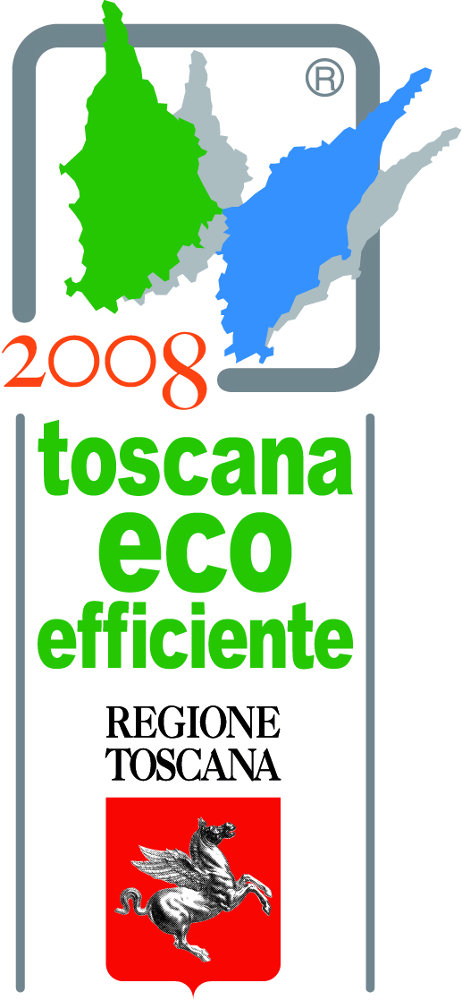 ®
2008
toscana
eco
efficiente
REGIONE
TOSCANA